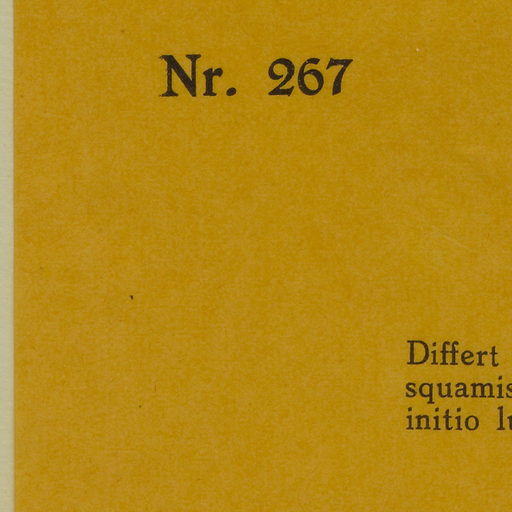 Nr. 267
Differt
squamis
initio